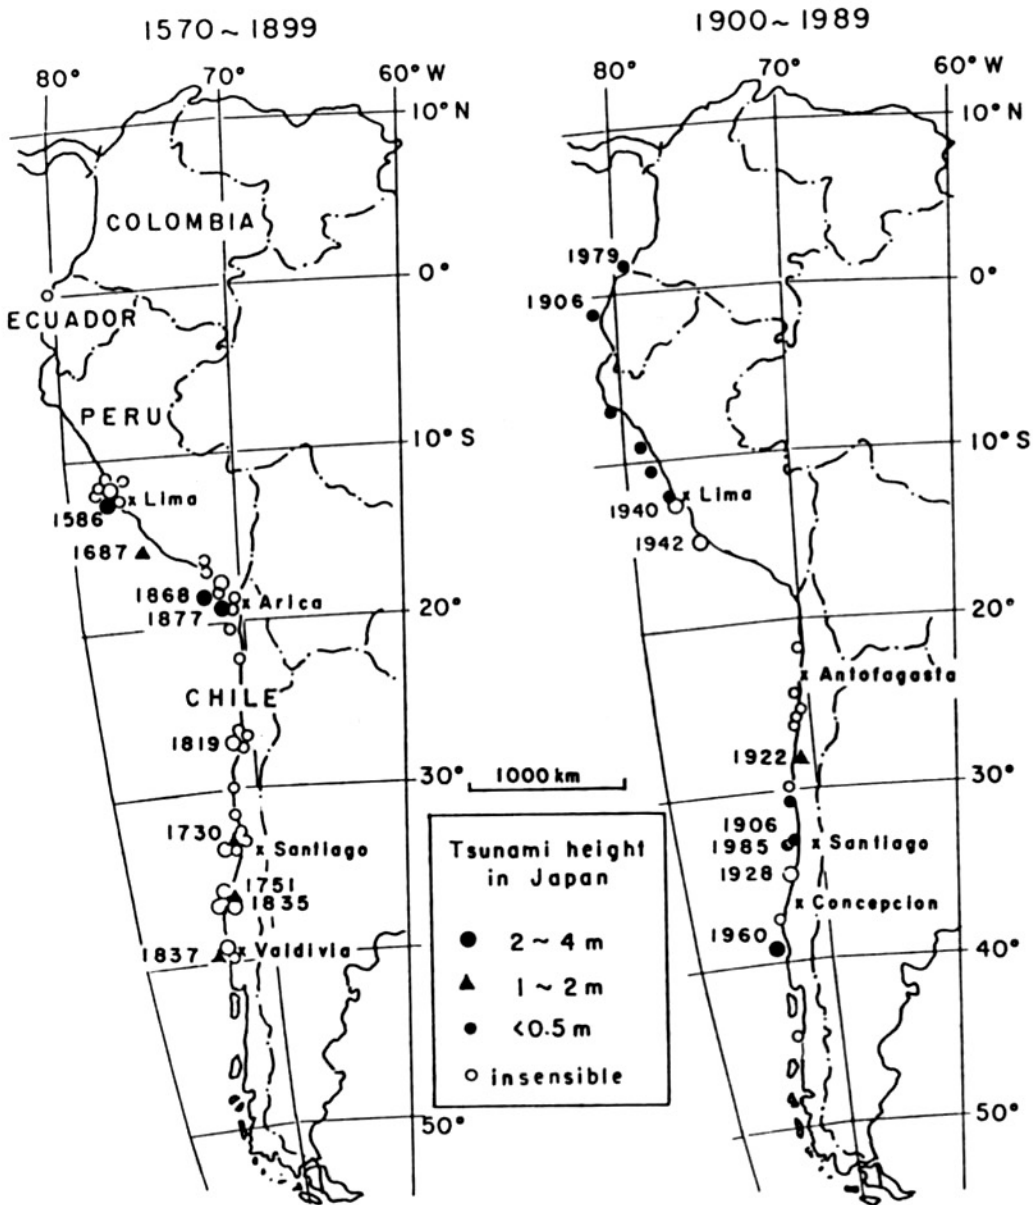 1570~1899
80°
70°
60°W
10°N
COLOMBIA
0°
ECUADOR
PERU
10°S
Lima
1586
1687
1868
1877
Arica
20°
CHILE
1819
30°
1730
Santiago
1751
1835
1837
Valdivia
40°
50°
1000 km
Tsunami height
in Japan
2~4 m
1~2 m
<0.5 m
insensible
1900~1989
80°
70°
60°W
10°N
1979
0°
1906
10°S
Lima
1940
1942
20°
Antofagasta
1922
30°
1906
1985
Santiago
1928
Concepcion
1960
40°
50°